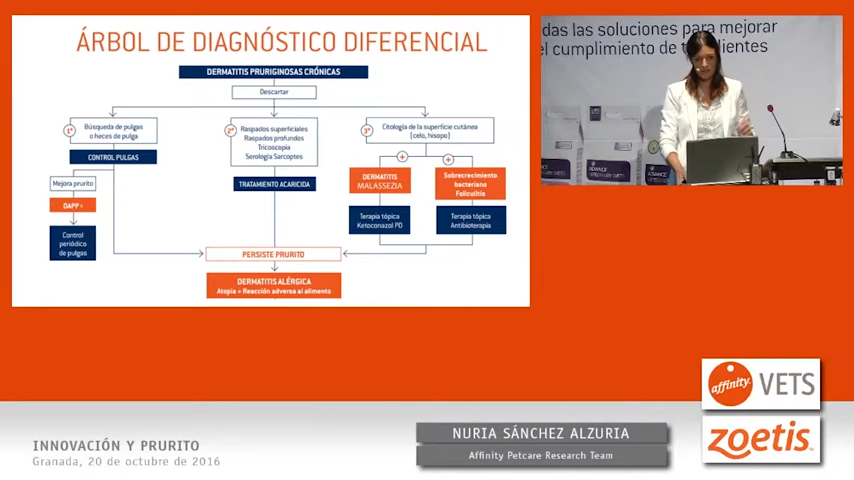 ÁRBOL DE DIAGNÓSTICO DIFERENCIAL
DERMATITIS PRURIGINOSAS CRÓNICAS
Descartar
1º
Búsqueda de pulgas
o heces de pulga
CONTROL PULGAS
Mejora prurito
DAPP +
Control
periódico
de pulgas
2º
Raspados superficiales
Raspados profundos
Tricoscopia
Serología Sarcoptes
TRATAMIENTO ACARICIDA
3º
Citología de la superficie cutánea
(celo, hisopo)
+
+
DERMATITIS
MALASSEZIA
Sobrecrecimiento
bacteriano
Foliculitis
Terapia tópica
Ketoconazol PO
Terapia tópica
Antibioterapia
PERSISTE PRURITO
DERMATITIS ALÉRGICA
Atopia + Reacción adversa al alimento
das las soluciones para mejorar
el cumplimiento de
dientes
ADVANCE
affinity
VETS
zoetis
NURIA SÁNCHEZ ALZURIA
Affinity Petcare Research Team
INNOVACIÓN Y PRURITO
Granada, 20 de octubre de 2016